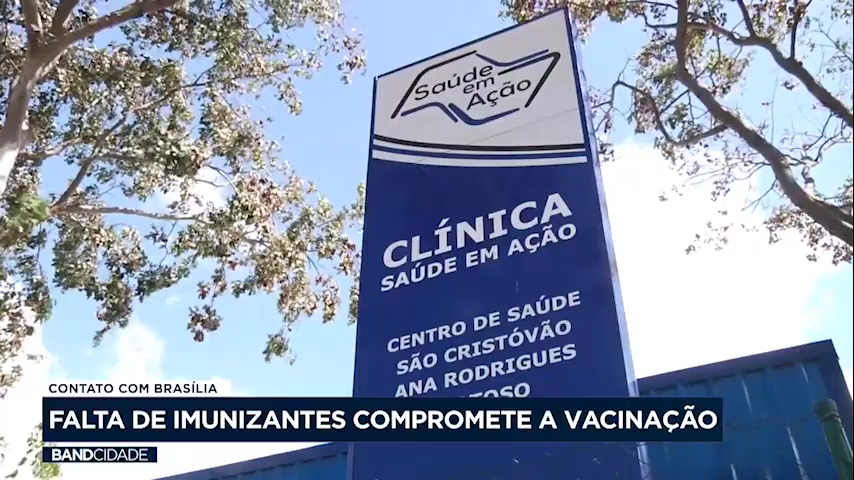 Saúde
em
Ação
CLÍNICA
SAÚDE EM AÇÃO
CENTRO DE SAÚDE
SÃO CRISTÓVÃO
ANA RODRIGUES
CONTATO COM BRASÍLIA
FALTA DE IMUNIZANTES COMPROMETE A VACINAÇÃO
BANDCIDADE